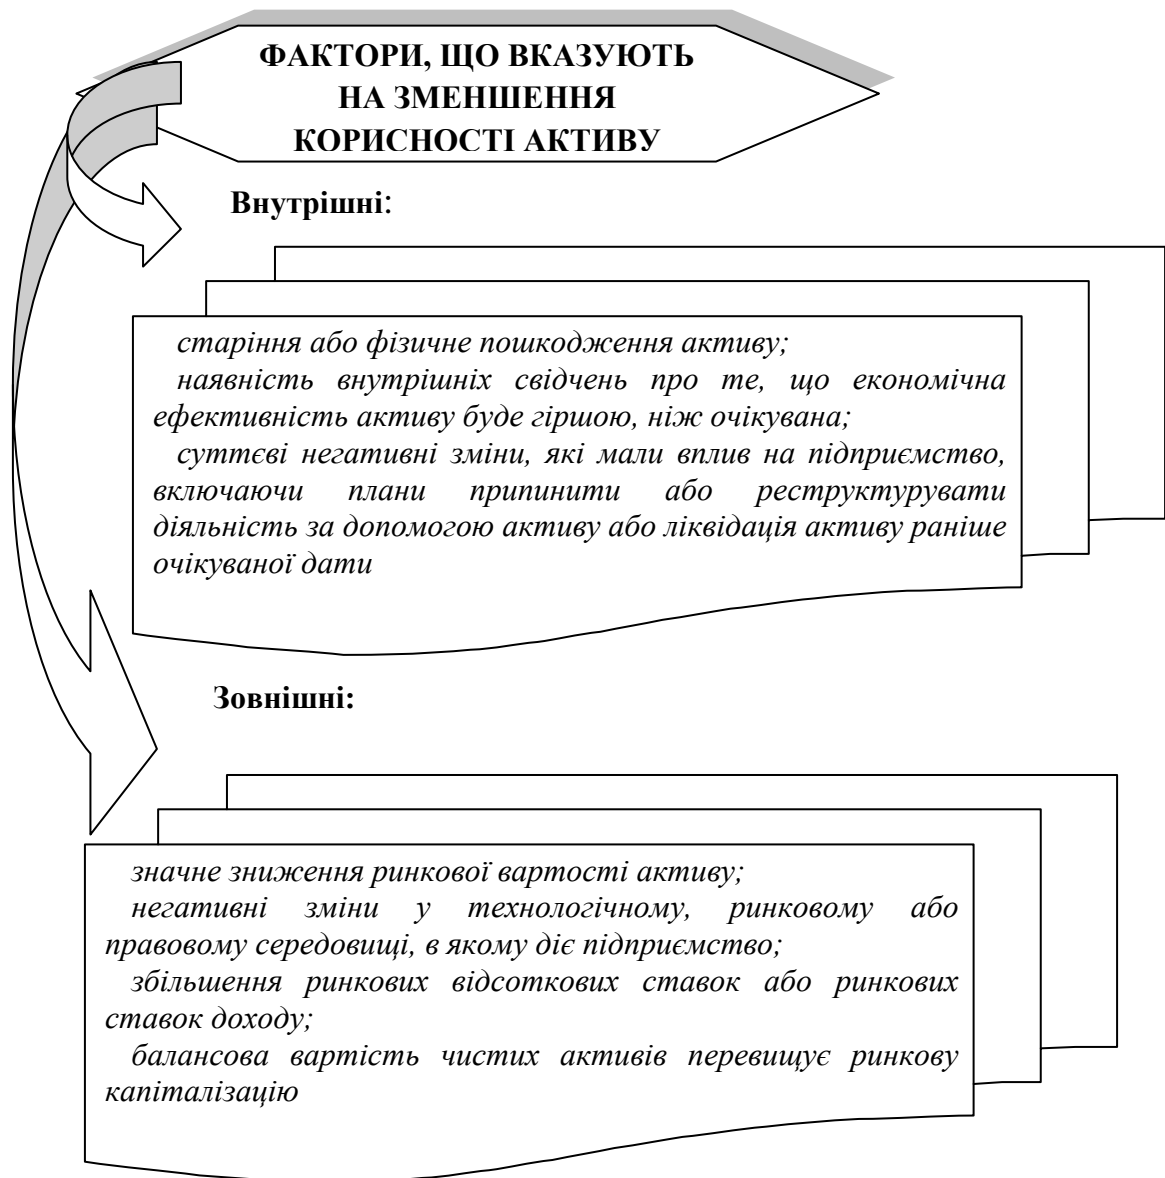 ФАКТОРИ, ЩО ВКАЗУЮТЬ
НА ЗМЕНШЕННЯ
КОРИСНОСТІ АКТИВУ
Внутрішні:
старіння або фізичне пошкодження активу;
наявність внутрішніх свідчень про те, що економічна
ефективність активу буде гіршою, ніж очікувана;
суттєві негативні зміни, які мали вплив на підприємство,
включаючи плани припинити або реструктурувати
діяльність за допомогою активу або ліквідація активу раніше
очікуваної дати
Зовнішні:
значне зниження ринкової вартості активу;
негативні зміни у технологічному, ринковому або
правовому середовищі, в якому діє підприємство;
збільшення ринкових відсоткових ставок або ринкових
ставок доходу;
балансова вартість чистих активів перевищує ринкову
капіталізацію